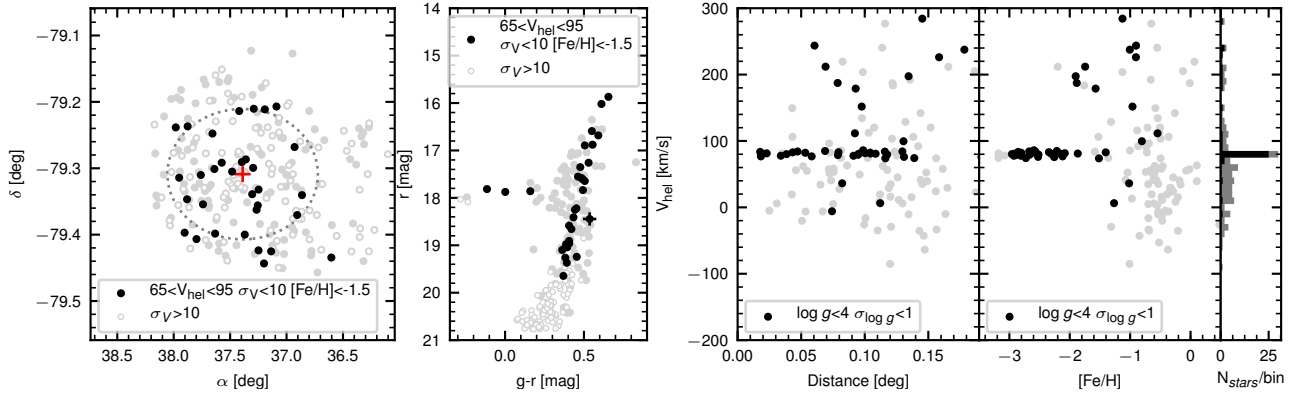 −79.1
−79.2
−79.3
−79.4
−79.5
δ [deg]
65<V_hel<95 σ_V<10 [Fe/H]<-1.5
σ_V>10
38.5 38.0 37.5 37.0 36.5
α [deg]
14
15
16
17
18
19
20
21
r [mag]
65<V_hel<95
σ_V<10 [Fe/H]<-1.5
σ_V>10
0.0 0.5
g-r [mag]
300
200
100
0
−100
−200
V_hel [km/s]
log g<4 σ_log g<1
0.00 0.05 0.10 0.15
Distance [deg]
log g<4 σ_log g<1
−3 −2 −1 0
[Fe/H]
0 25
N_stars/bin